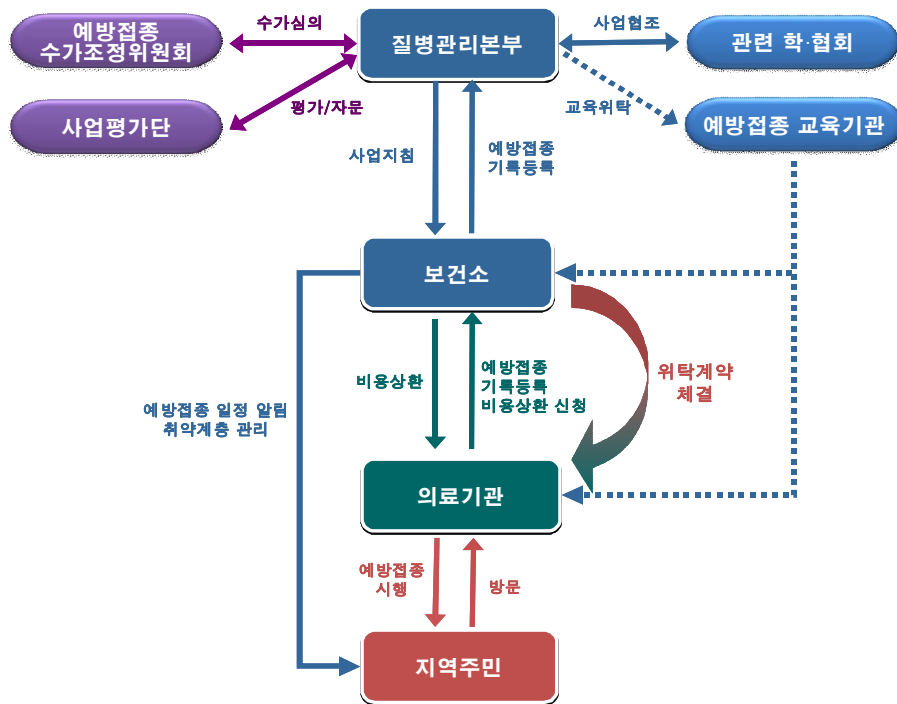 예방접종
수가조정위원회
수가심의
질병관리본부
사업협조
관련 학·협회
사업평가단
평가/자문
교육위탁
예방접종 교육기관
사업지침
예방접종
기록등록
보건소
비용상환
예방접종
기록등록
비용상환 신청
위탁계약
체결
예방접종 일정 알림
취약계층 관리
의료기관
예방접종
시행
방문
지역주민